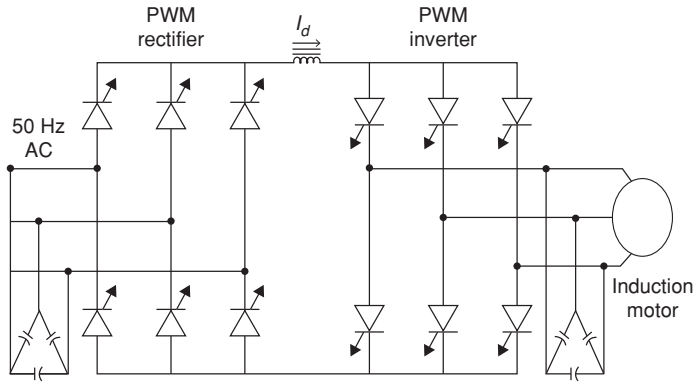 PWM
rectifier
I_d
PWM
inverter
50 Hz
AC
Induction
motor